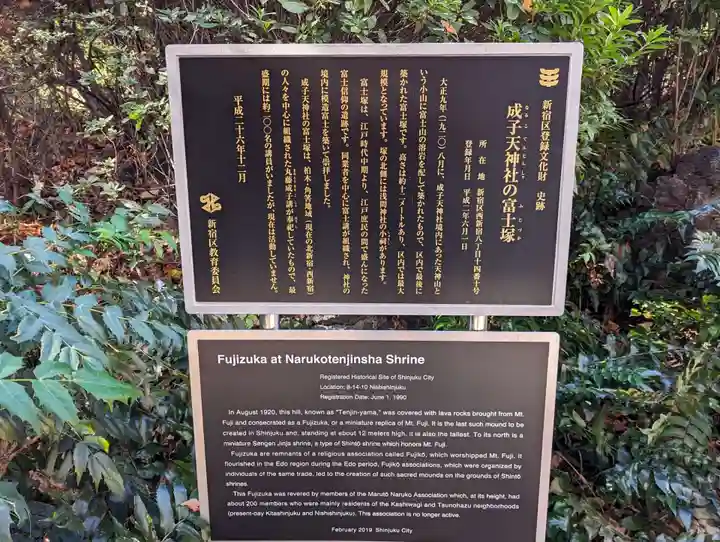 新宿区登録文化財 史跡
なるこてんじんしゃ ふじづか
成子天神社の富士塚
所在地 新宿区西新宿八丁目十四番十号
登録年月日 平成二年六月一日
大正九年（一九二〇）八月に、成子天神社境内にあった天神山と
いう小山に富士山の溶岩を配して築かれたもので、区内で最後に
築かれた富士塚です。高さは約十二メートルあり、区内では最大
規模となっています。塚の北側には浅間神社の小祠があります。
富士塚は、江戸時代中期より、江戸庶民の間で盛んになった
富士信仰の遺跡です。同業者を中心に富士講が組織され、神社の
境内に模造富士を築いて崇拝しました。
成子天神社の富士塚は、柏木・角筈地域（現在の北新宿・西新宿）
の人々を中心に組織された丸藤成子講が奉祀していたもので、最
盛期には約二〇〇名の講員がいましたが、現在は活動していません。
平成二十六年十二月
新宿区教育委員会
Fujizuka at Narukotenjinsha Shrine
Registered Historical Site of Shinjuku City
Location: 8-14-10 Nishishinjuku
Registration Date: June 1, 1990
In August 1920, this hill, known as "Tenjin-yama," was covered with lava rocks brought from Mt.
Fuji and consecrated as a Fujizuka, or a miniature replica of Mt. Fuji. It is the last such mound to be
created in Shinjuku and, standing at about 12 meters high, it is also the tallest. To its north is a
miniature Sengen Jinja shrine, a type of Shintō shrine which honors Mt. Fuji.
Fujizuka are remnants of a religious association called Fujikō, which worshipped Mt. Fuji. It
flourished in the Edo region during the Edo period. Fujikō associations, which were organized by
individuals of the same trade, led to the creation of such sacred mounds on the grounds of Shintō
shrines.
This Fujizuka was revered by members of the Marutō Naruko Association which, at its height, had
about 200 members who were mainly residents of the Kashiwagi and Tsunohazu neighborhoods
(present-day Kitashinjuku and Nishishinjuku). This association is no longer active.
February 2019 Shinjuku City